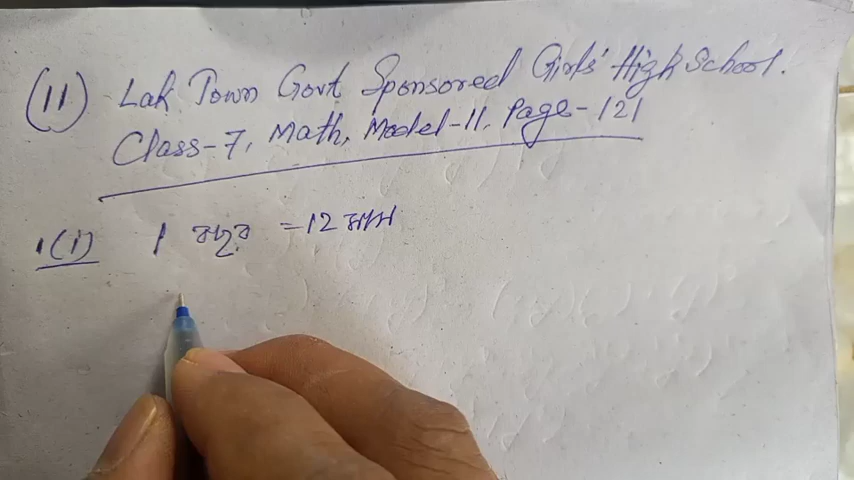 (11) Lak Town Govt Sponsored Girls' High School.
Class-7, Math, Model-11, Page-121
1(i) 1 বছর = 12 মাস